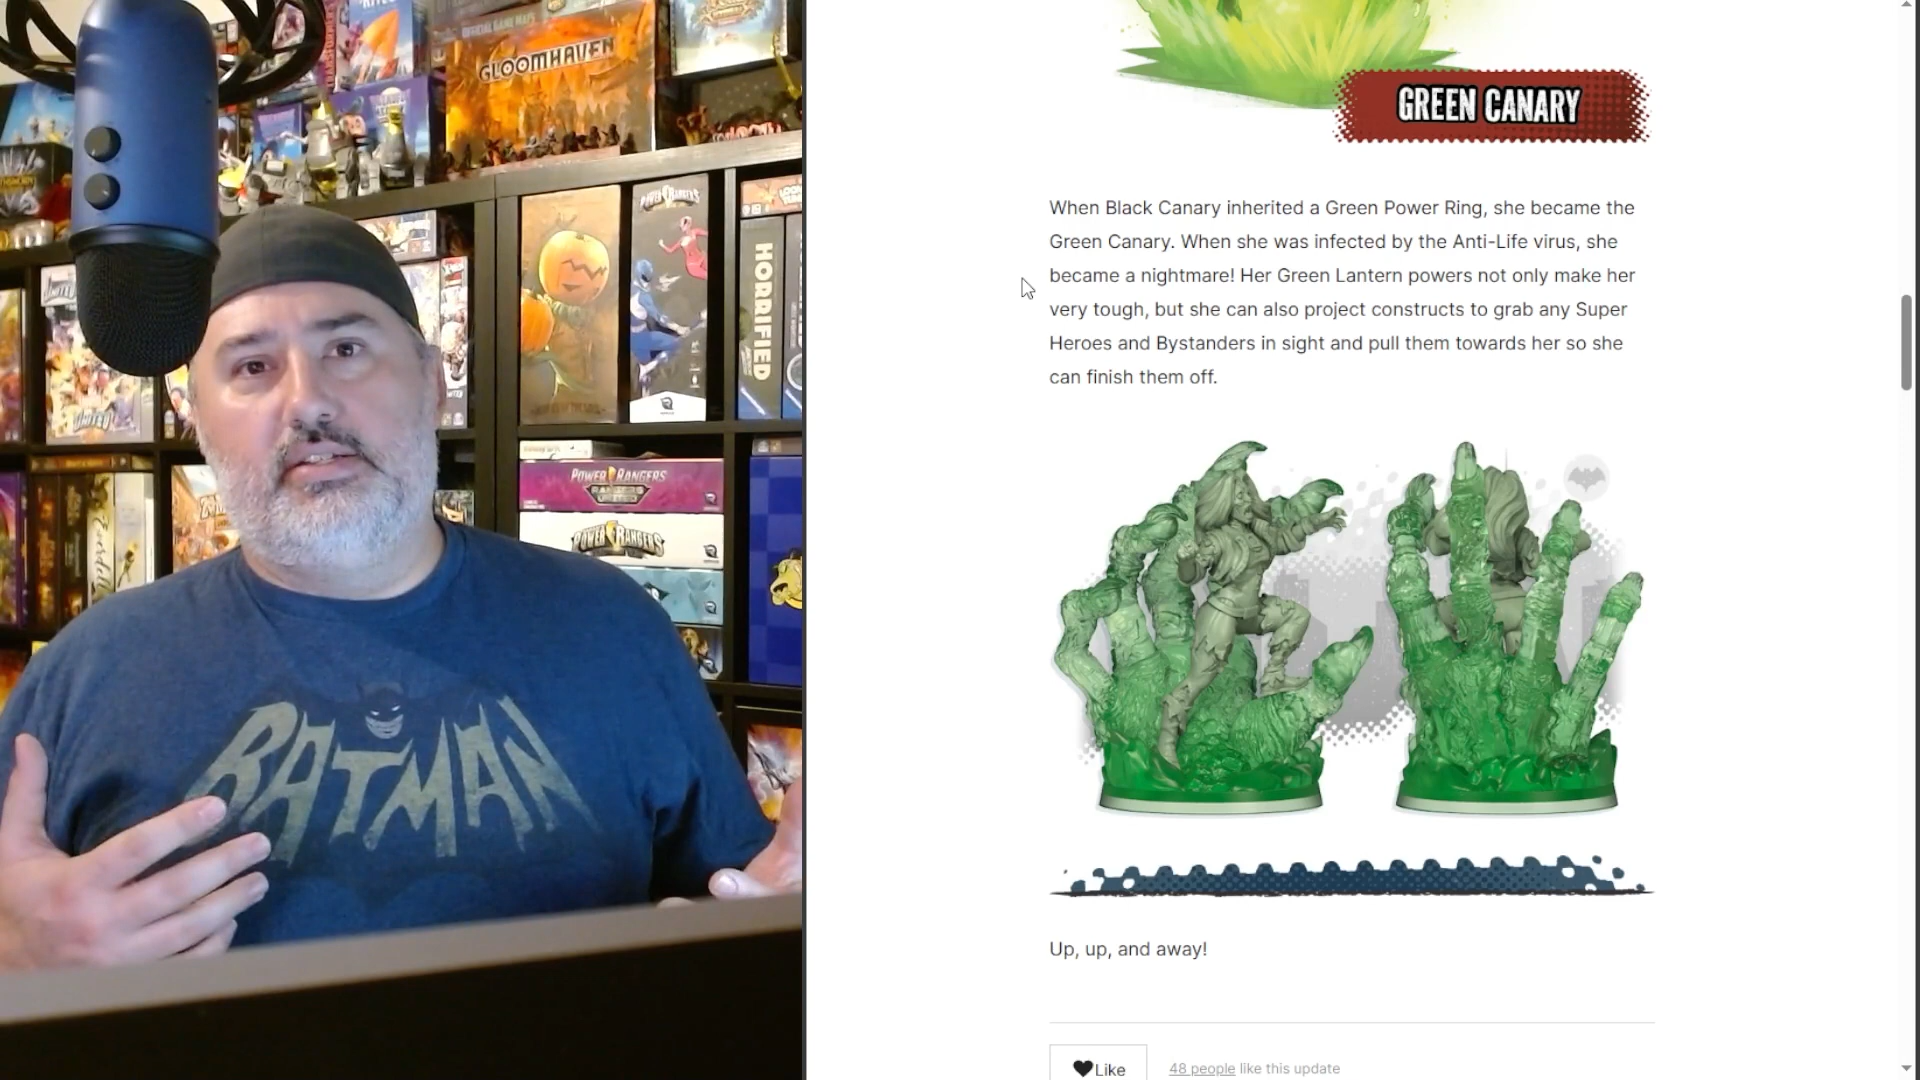 GLOOMHAVEN
POWER RANGERS
HORRIFIED
UNITED
POWER RANGERS
POWER RANGERS
BATMAN
GREEN CANARY
When Black Canary inherited a Green Power Ring, she became the
Green Canary. When she was infected by the Anti-Life virus, she
became a nightmare! Her Green Lantern powers not only make her
very tough, but she can also project constructs to grab any Super
Heroes and Bystanders in sight and pull them towards her so she
can finish them off.
Up, up, and away!
Like
48 people like this update